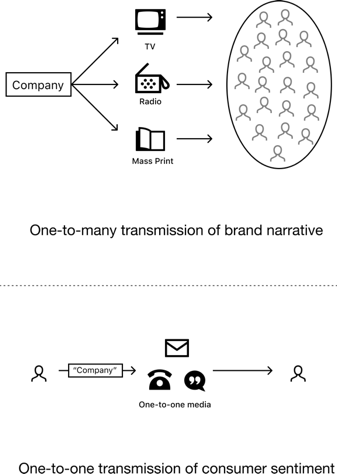 TV
Company
Radio
Mass Print
One-to-many transmission of brand narrative
"Company"
One-to-one media
One-to-one transmission of consumer sentiment